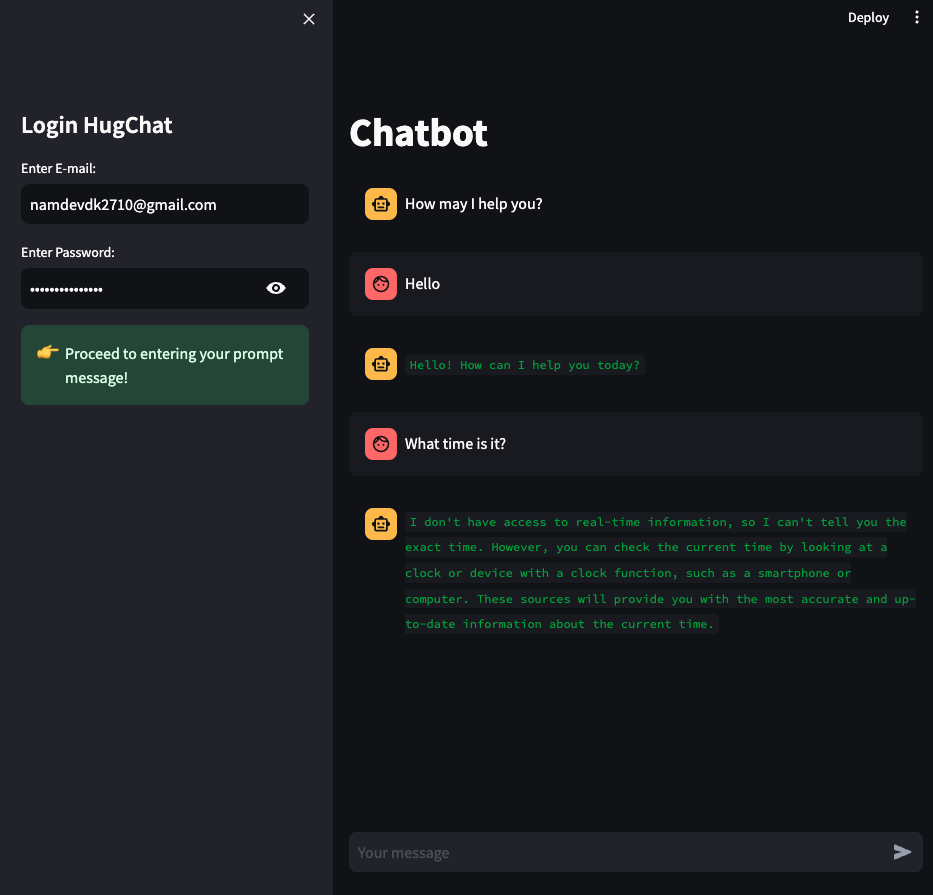 Deploy
Login HugChat
Enter E-mail:
namdevdk2710@gmail.com
Enter Password:
•••••••••••••••
👉 Proceed to entering your prompt
message!
Chatbot
How may I help you?
Hello
Hello! How can I help you today?
What time is it?
I don't have access to real-time information, so I can't tell you the
exact time. However, you can check the current time by looking at a
clock or device with a clock function, such as a smartphone or
computer. These sources will provide you with the most accurate and up-
to-date information about the current time.
Your message